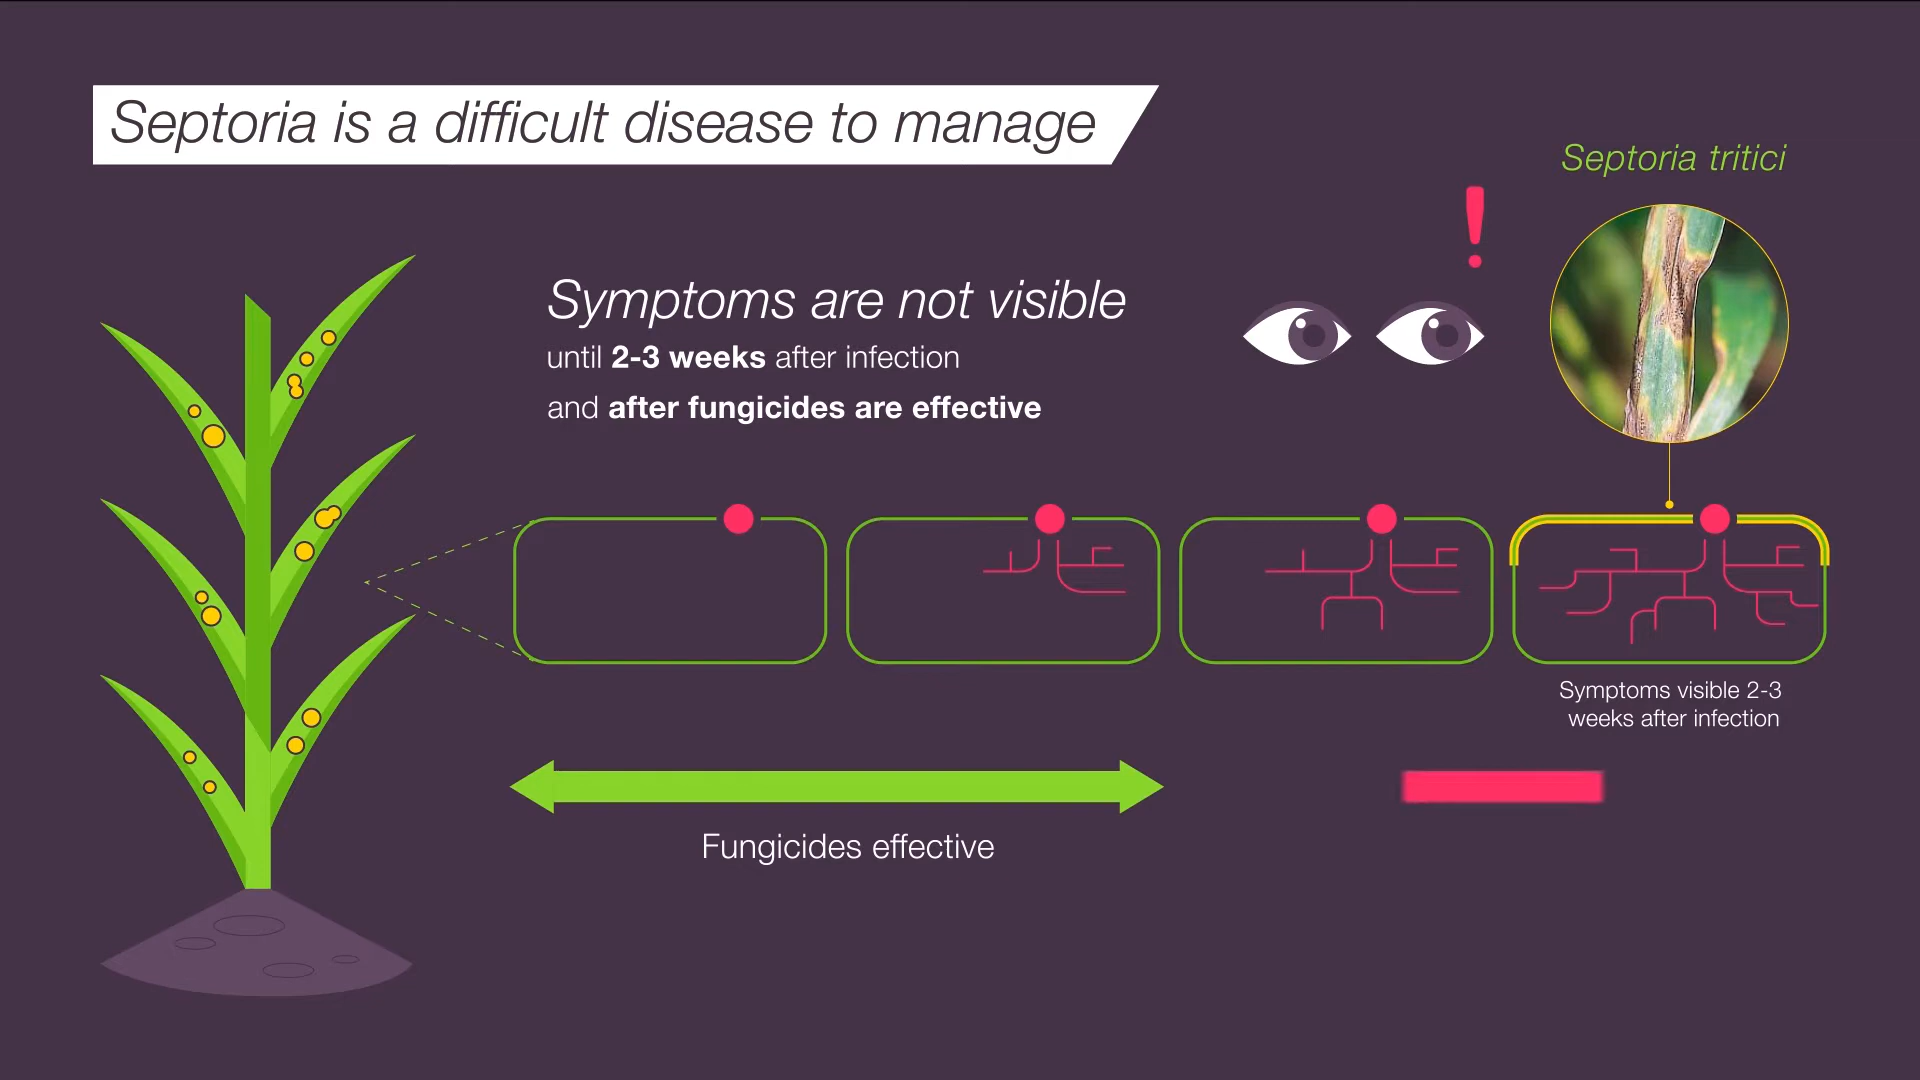 Septoria is a difficult disease to manage
Septoria tritici
!
Symptoms are not visible
until 2-3 weeks after infection
and after fungicides are effective
Symptoms visible 2-3
weeks after infection
Fungicides effective